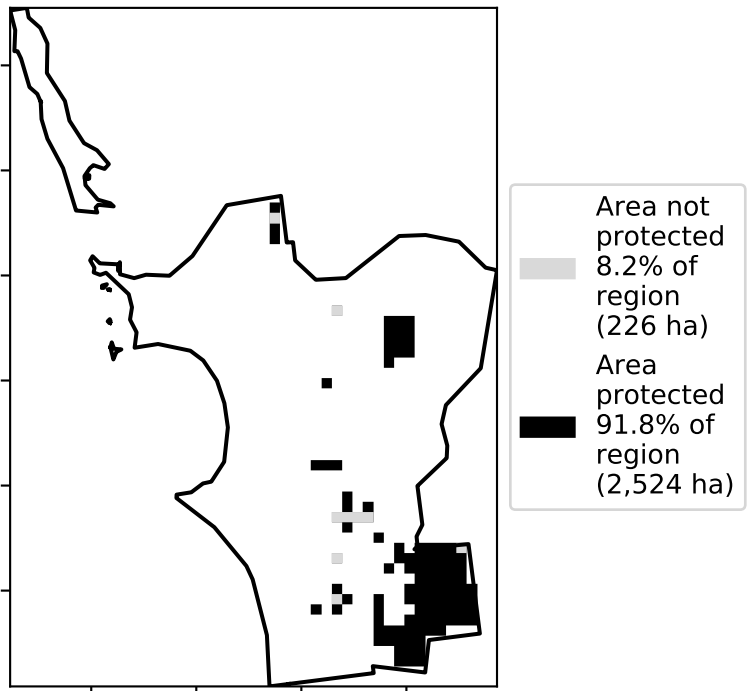 Area not
protected
8.2% of
region
(226 ha)
Area
protected
91.8% of
region
(2,524 ha)